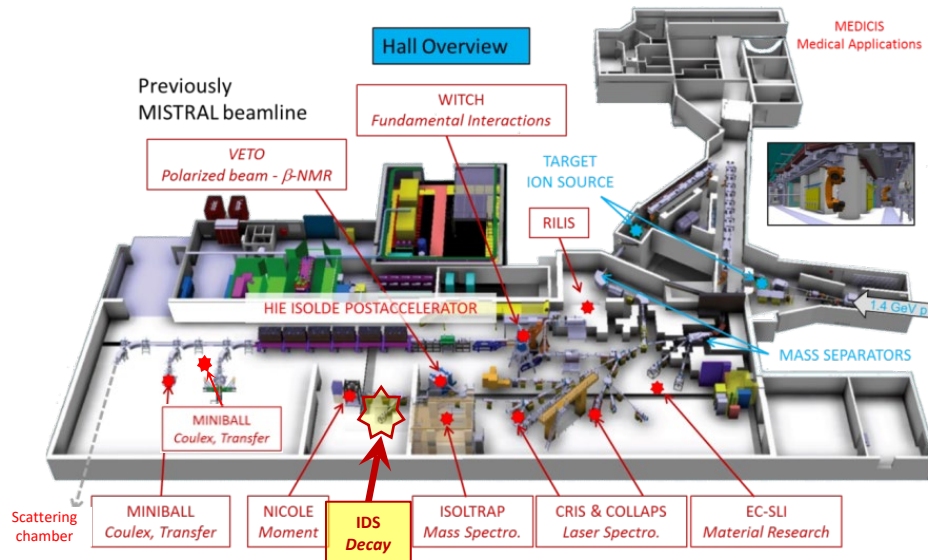 Hall Overview
MEDICIS
Medical Applications
Previously
MISTRAL beamline
WITCH
Fundamental Interactions
VETO
Polarized beam - β-NMR
TARGET
ION SOURCE
RILIS
1.4 GeV p
HIE ISOLDE POSTACCELERATOR
MASS SEPARATORS
MINIBALL
Coulex, Transfer
Scattering
chamber
MINIBALL
Coulex, Transfer
NICOLE
Moment
IDS
Decay
ISOLTRAP
Mass Spectro.
CRIS & COLLAPS
Laser Spectro.
EC-SLI
Material Research